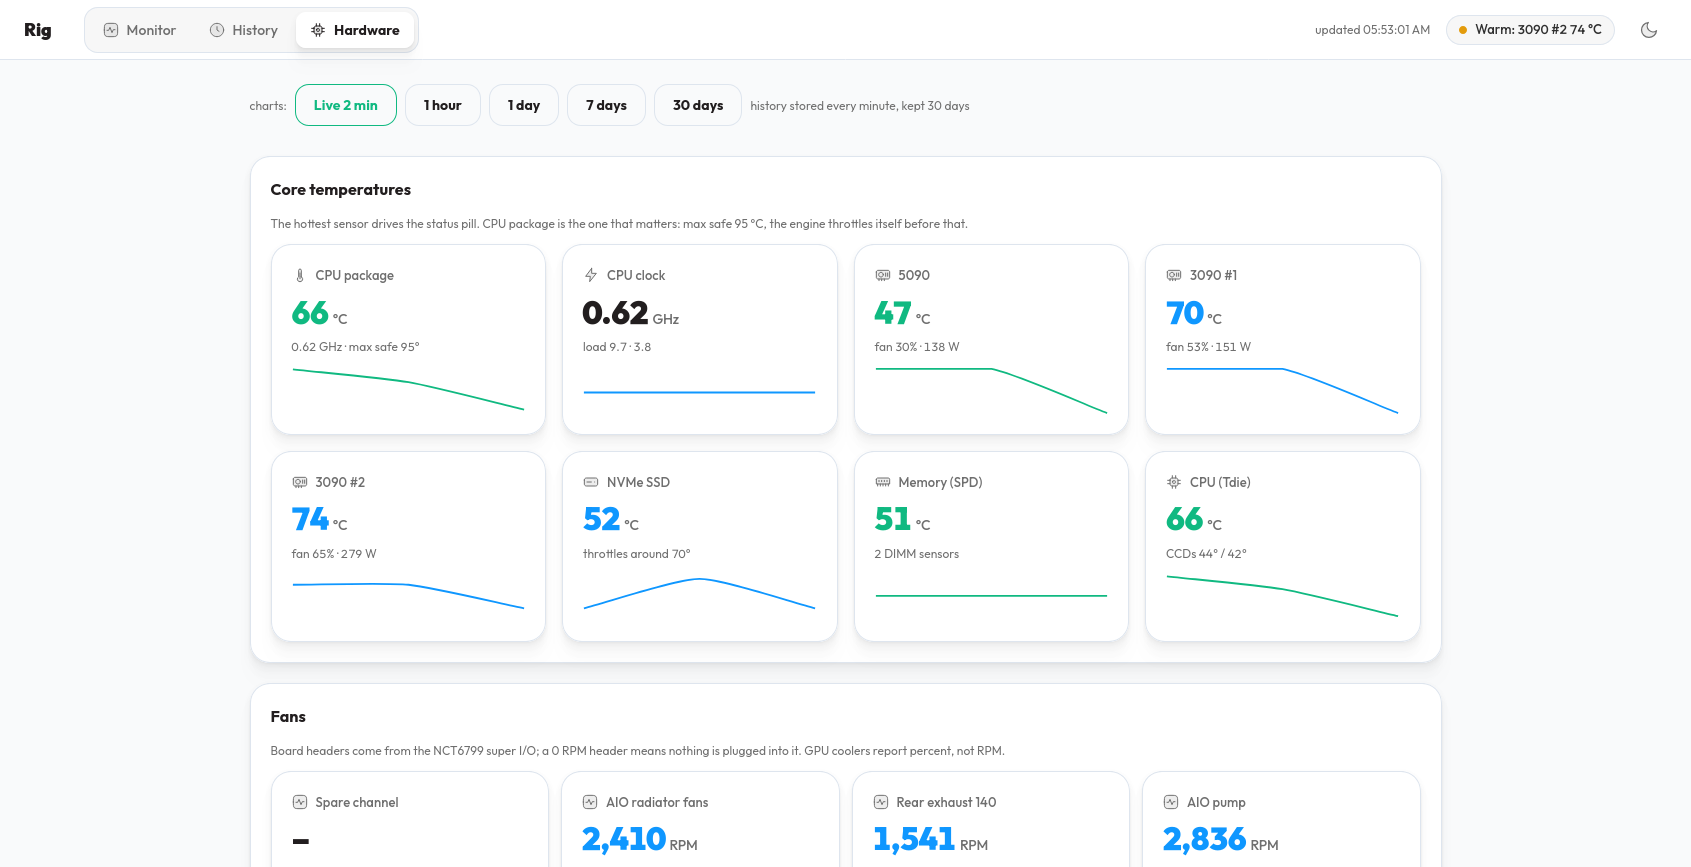 Rig
Monitor
History
Hardware
updated 05:53:01 AM
Warm: 3090 #2 74 °C
charts:
Live 2 min
1 hour
1 day
7 days
30 days
history stored every minute, kept 30 days
Core temperatures
The hottest sensor drives the status pill. CPU package is the one that matters: max safe 95 °C, the engine throttles itself before that.
CPU package
66 °C
0.62 GHz · max safe 95°
CPU clock
0.62 GHz
load 9.7 · 3.8
5090
47 °C
fan 30% · 138 W
3090 #1
70 °C
fan 53% · 151 W
3090 #2
74 °C
fan 65% · 279 W
NVMe SSD
52 °C
throttles around 70°
Memory (SPD)
51 °C
2 DIMM sensors
CPU (Tdie)
66 °C
CCDs 44° / 42°
Fans
Board headers come from the NCT6799 super I/O; a 0 RPM header means nothing is plugged into it. GPU coolers report percent, not RPM.
Spare channel
–
AIO radiator fans
2,410 RPM
Rear exhaust 140
1,541 RPM
AIO pump
2,836 RPM